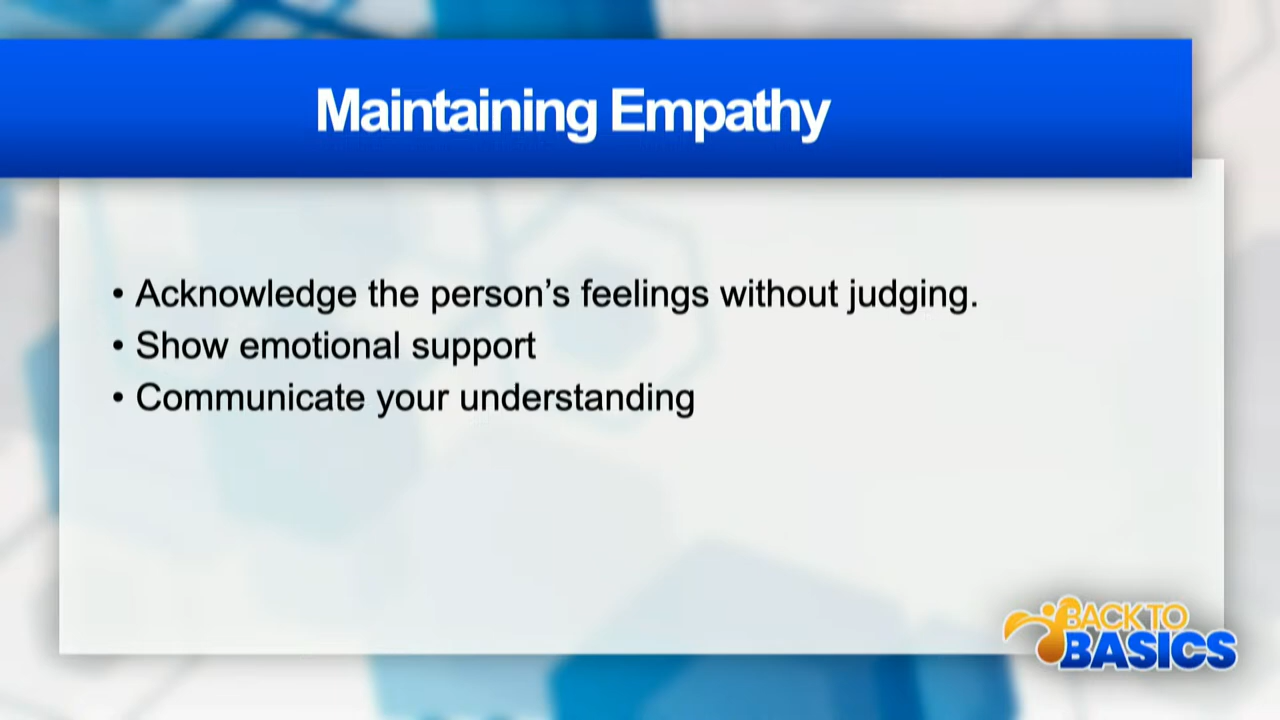 Maintaining Empathy
• Acknowledge the person’s feelings without judging.
• Show emotional support
• Communicate your understanding
BACK TO
BASICS